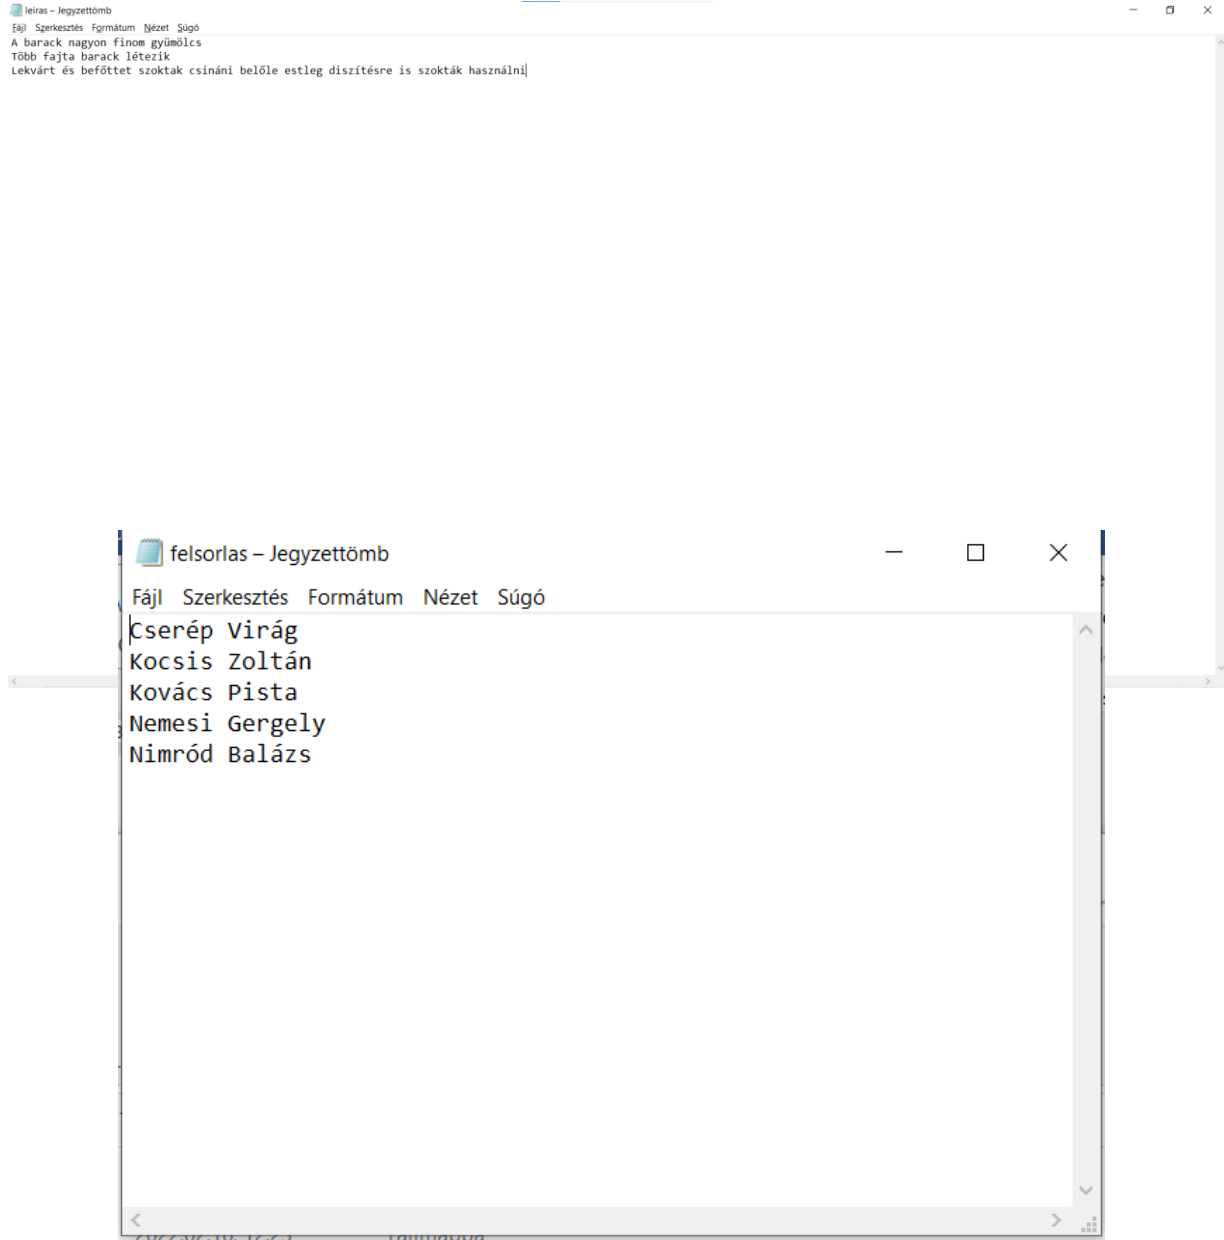 leiras – Jegyzettömb
Fájl Szerkesztés Formátum Nézet Súgó
A barack nagyon finom gyümölcs
Több fajta barack létezik
Lekvárt és befőttet szoktak csináni belőle estleg diszítésre is szokták használni
felsorlas – Jegyzettömb
Fájl Szerkesztés Formátum Nézet Súgó
Cserép Virág
Kocsis Zoltán
Kovács Pista
Nemesi Gergely
Nimród Balázs